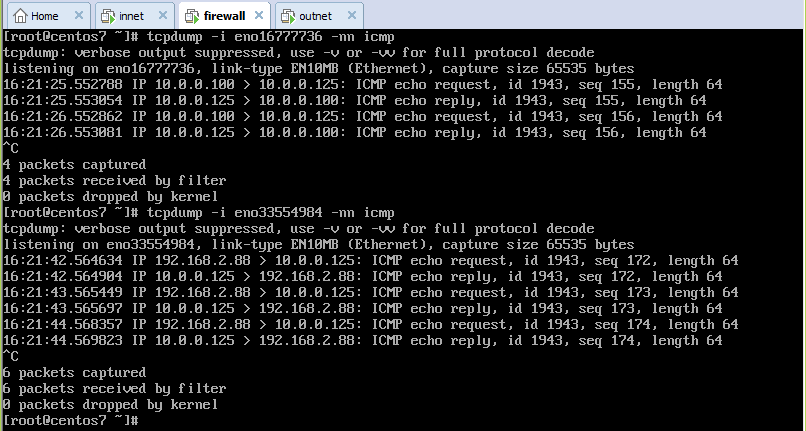 Home innet firewall outnet
[root@centos7 ~]# tcpdump -i eno16777736 -nn icmp
tcpdump: verbose output suppressed, use -v or -vv for full protocol decode
listening on eno16777736, link-type EN10MB (Ethernet), capture size 65535 bytes
16:21:25.552788 IP 10.0.0.100 > 10.0.0.125: ICMP echo request, id 1943, seq 155, length 64
16:21:25.553054 IP 10.0.0.125 > 10.0.0.100: ICMP echo reply, id 1943, seq 155, length 64
16:21:26.552862 IP 10.0.0.100 > 10.0.0.125: ICMP echo request, id 1943, seq 156, length 64
16:21:26.553081 IP 10.0.0.125 > 10.0.0.100: ICMP echo reply, id 1943, seq 156, length 64
^C
4 packets captured
4 packets received by filter
0 packets dropped by kernel
[root@centos7 ~]# tcpdump -i eno33554984 -nn icmp
tcpdump: verbose output suppressed, use -v or -vv for full protocol decode
listening on eno33554984, link-type EN10MB (Ethernet), capture size 65535 bytes
16:21:42.564634 IP 192.168.2.88 > 10.0.0.125: ICMP echo request, id 1943, seq 172, length 64
16:21:42.564904 IP 10.0.0.125 > 192.168.2.88: ICMP echo reply, id 1943, seq 172, length 64
16:21:43.565449 IP 192.168.2.88 > 10.0.0.125: ICMP echo request, id 1943, seq 173, length 64
16:21:43.565697 IP 10.0.0.125 > 192.168.2.88: ICMP echo reply, id 1943, seq 173, length 64
16:21:44.568357 IP 192.168.2.88 > 10.0.0.125: ICMP echo request, id 1943, seq 174, length 64
16:21:44.569823 IP 10.0.0.125 > 192.168.2.88: ICMP echo reply, id 1943, seq 174, length 64
^C
6 packets captured
6 packets received by filter
0 packets dropped by kernel
[root@centos7 ~]#